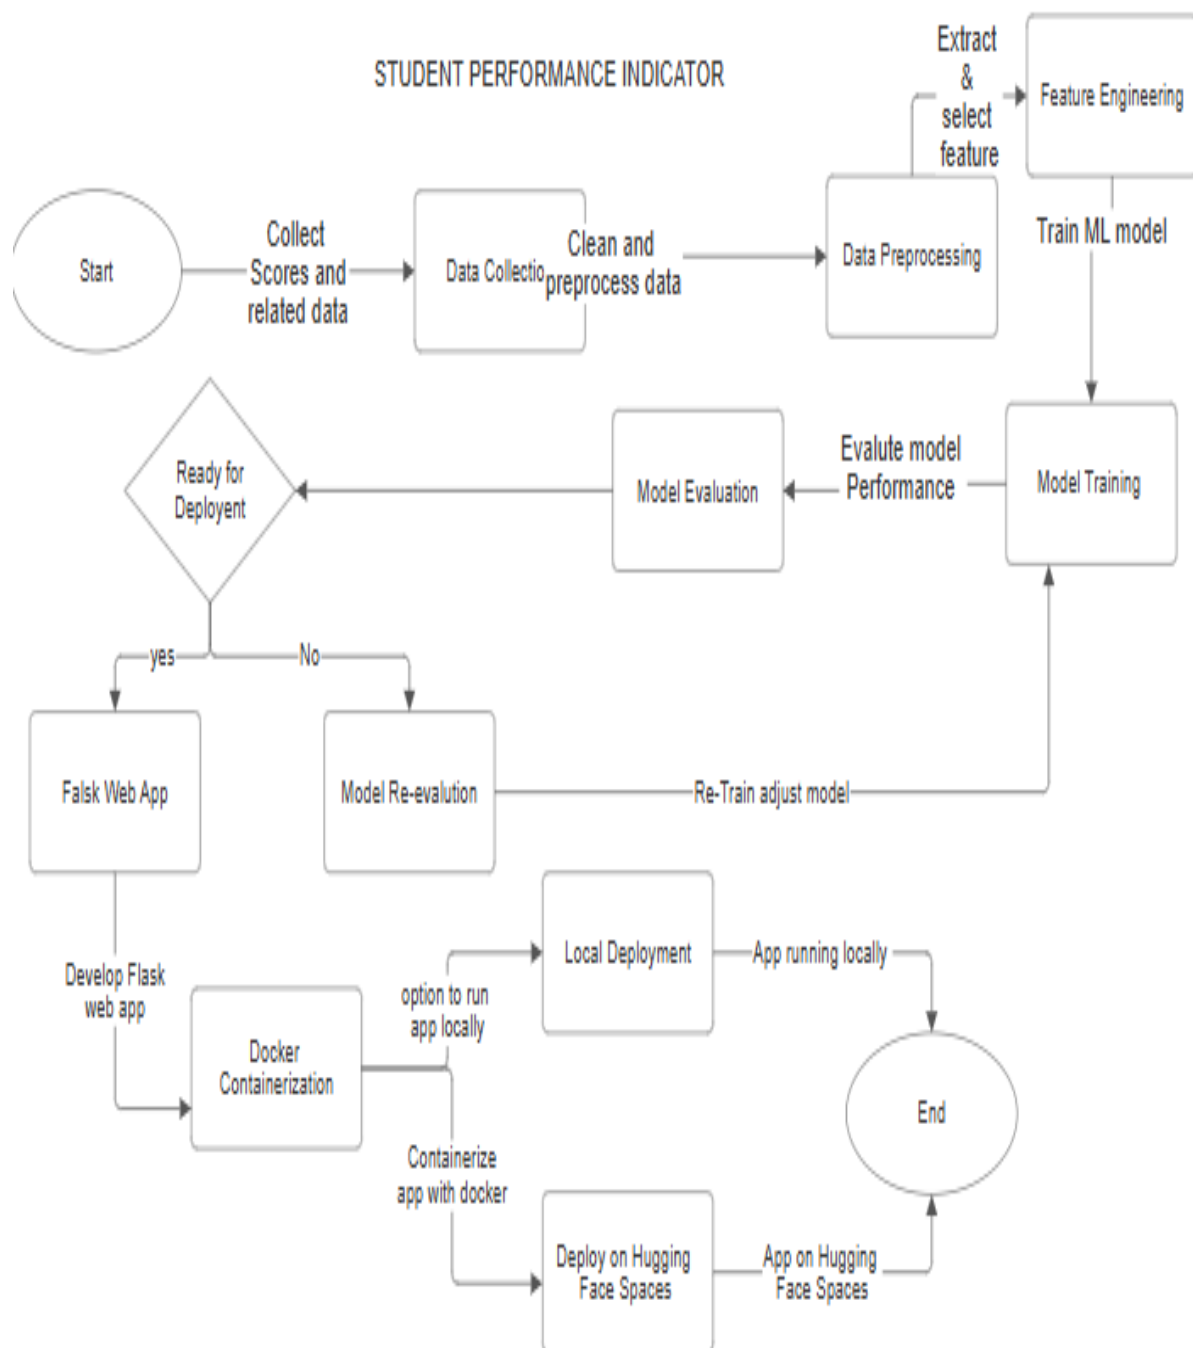 STUDENT PERFORMANCE INDICATOR
Extract
&
select
feature
Feature Engineering
Start
Collect
Scores and
related data
Data Collectio
Clean and
preprocess data
Data Preprocessing
Train ML model
Ready for
Deployent
Model Evaluation
Evalute model
Performance
Model Training
yes
No
Falsk Web App
Model Re-evalution
Re-Train adjust model
Develop Flask
web app
Docker
Containerization
option to run
app locally
Local Deployment
App running locally
End
Containerize
app with docker
Deploy on Hugging
Face Spaces
App on Hugging
Face Spaces